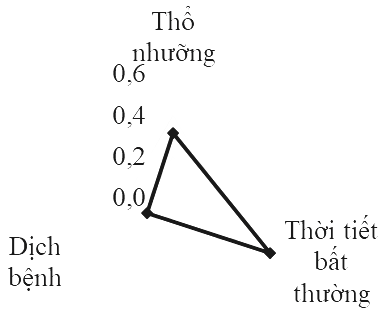 Thổ
nhưỡng
0,6
0,4
0,2
0,0
Dịch
bệnh
Thời tiết
bất
thường